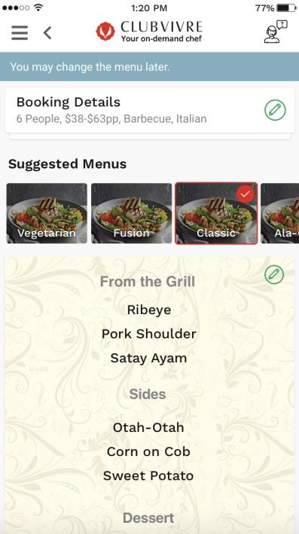 1:20 PM
77%
CLUBVIVRE
Your on-demand chef
You may change the menu later.
Booking Details
6 People, $38-$63pp, Barbecue, Italian
Suggested Menus
Vegetarian
Fusion
Classic
Ala-
From the Grill
Ribeye
Pork Shoulder
Satay Ayam
Sides
Otah-Otah
Corn on Cob
Sweet Potato
Dessert